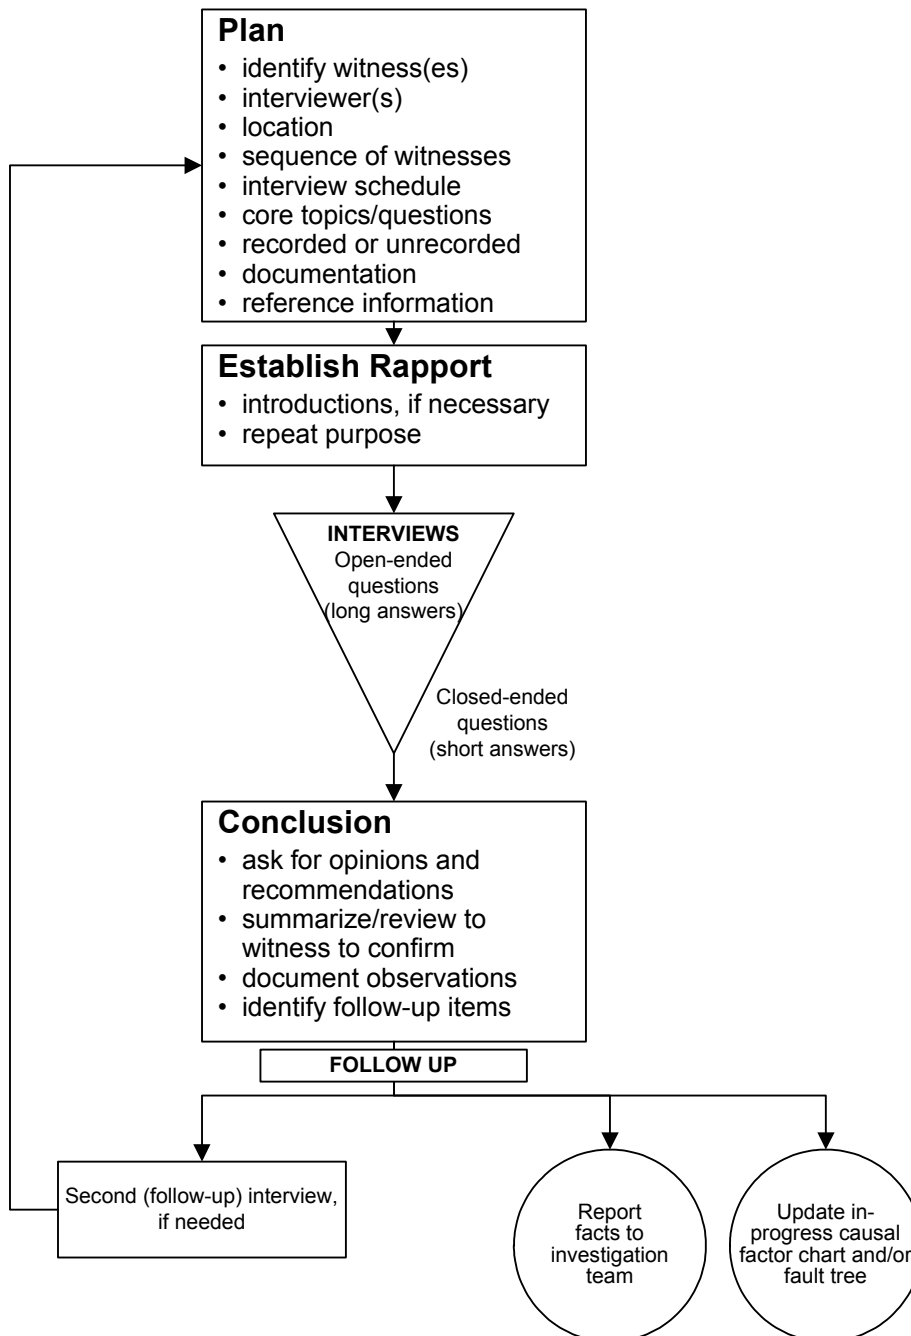 Plan
• identify witness(es)
• interviewer(s)
• location
• sequence of witnesses
• interview schedule
• core topics/questions
• recorded or unrecorded
• documentation
• reference information
Establish Rapport
• introductions, if necessary
• repeat purpose
INTERVIEWS
Open-ended
questions
(long answers)
Closed-ended
questions
(short answers)
Conclusion
• ask for opinions and
recommendations
• summarize/review to
witness to confirm
• document observations
• identify follow-up items
FOLLOW UP
Second (follow-up) interview,
if needed
Report
facts to
investigation
team
Update in-
progress causal
factor chart and/or
fault tree